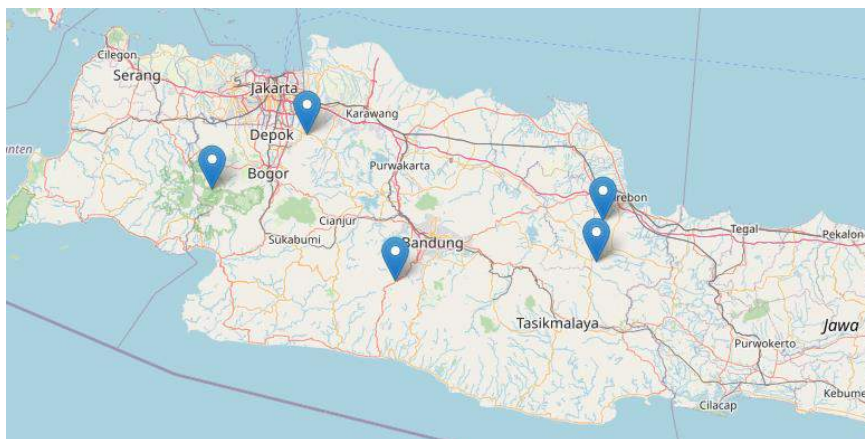 Cilegon
Serang
Jakarta
Karawang
Depok
anten
Purwakarta
Bogor
rebon
Cianjur
Tegal
Pekalon
Sukabumi
Bandung
Tasikmalaya
Jawa
Purwokerto
Kebume
Cilacap